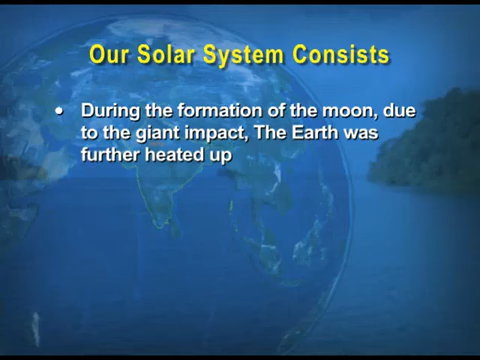 Our Solar System Consists
• During the formation of the moon, due
to the giant impact, The Earth was
further heated up